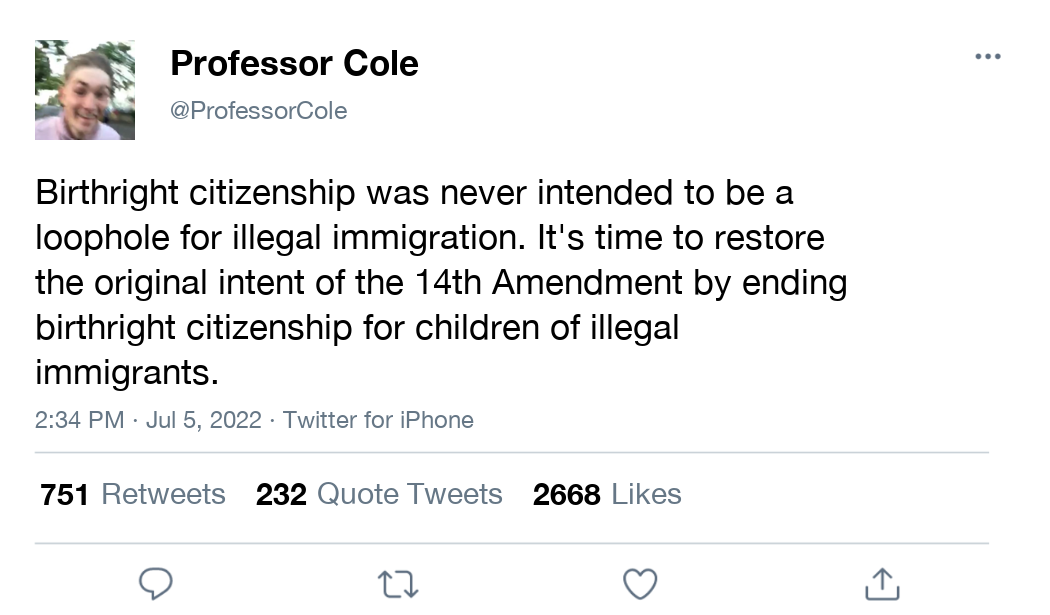 Professor Cole
@ProfessorCole
Birthright citizenship was never intended to be a
loophole for illegal immigration. It's time to restore
the original intent of the 14th Amendment by ending
birthright citizenship for children of illegal
immigrants.
2:34 PM · Jul 5, 2022 · Twitter for iPhone
751 Retweets 232 Quote Tweets 2668 Likes